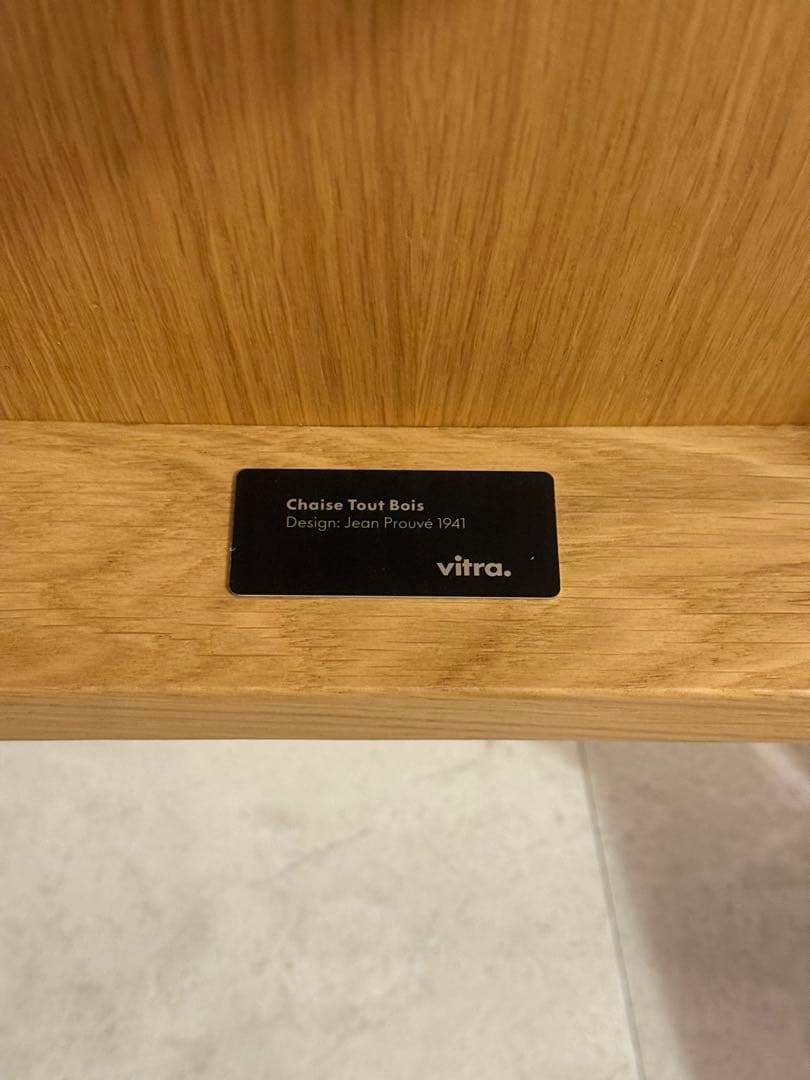 Chaise Tout Bois
Design: Jean Prouvé 1941
vitra.